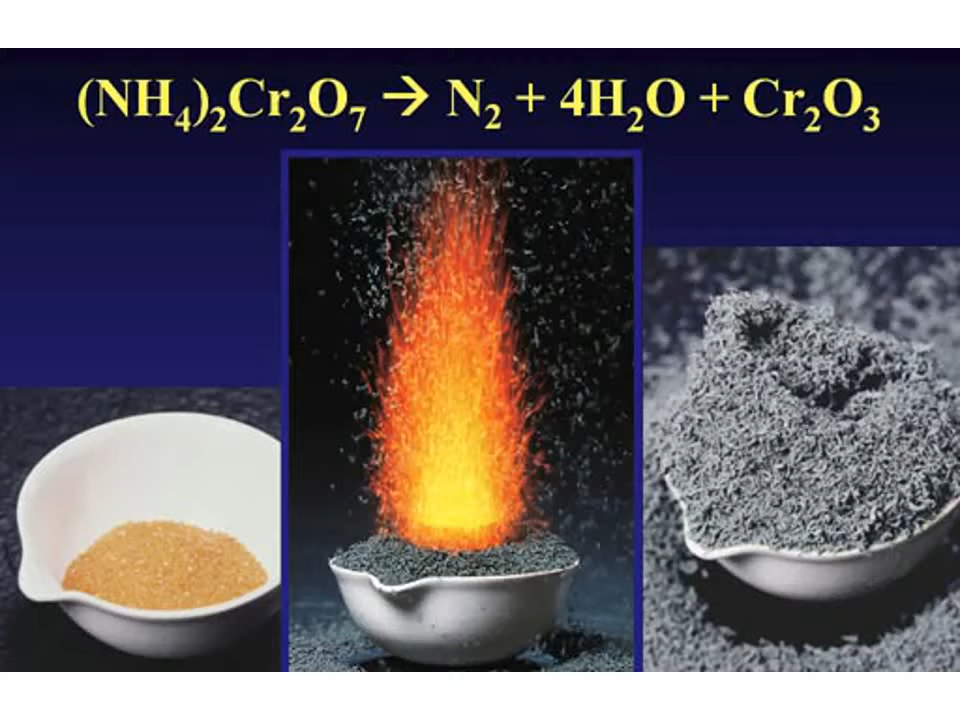 (NH₄)₂Cr₂O₇ → N₂ + 4H₂O + Cr₂O₃